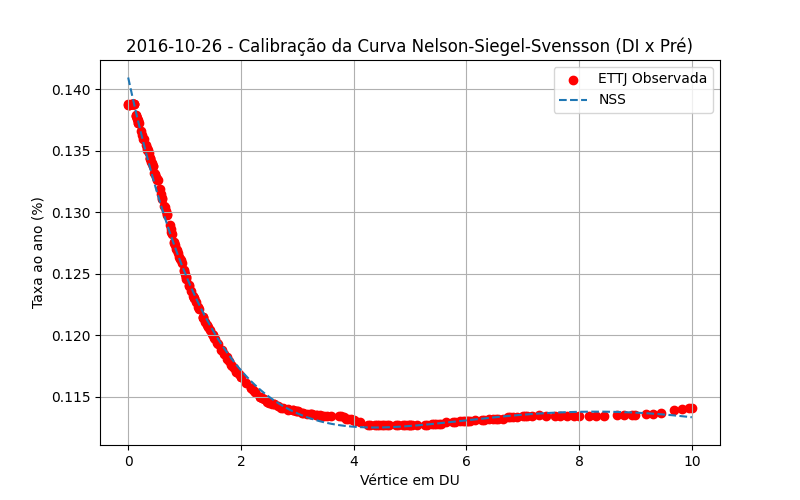 2016-10-26 - Calibração da Curva Nelson-Siegel-Svensson (DI x Pré)
ETTJ Observada
NSS
Taxa ao ano (%)
0.140
0.135
0.130
0.125
0.120
0.115
0 2 4 6 8 10
Vértice em DU